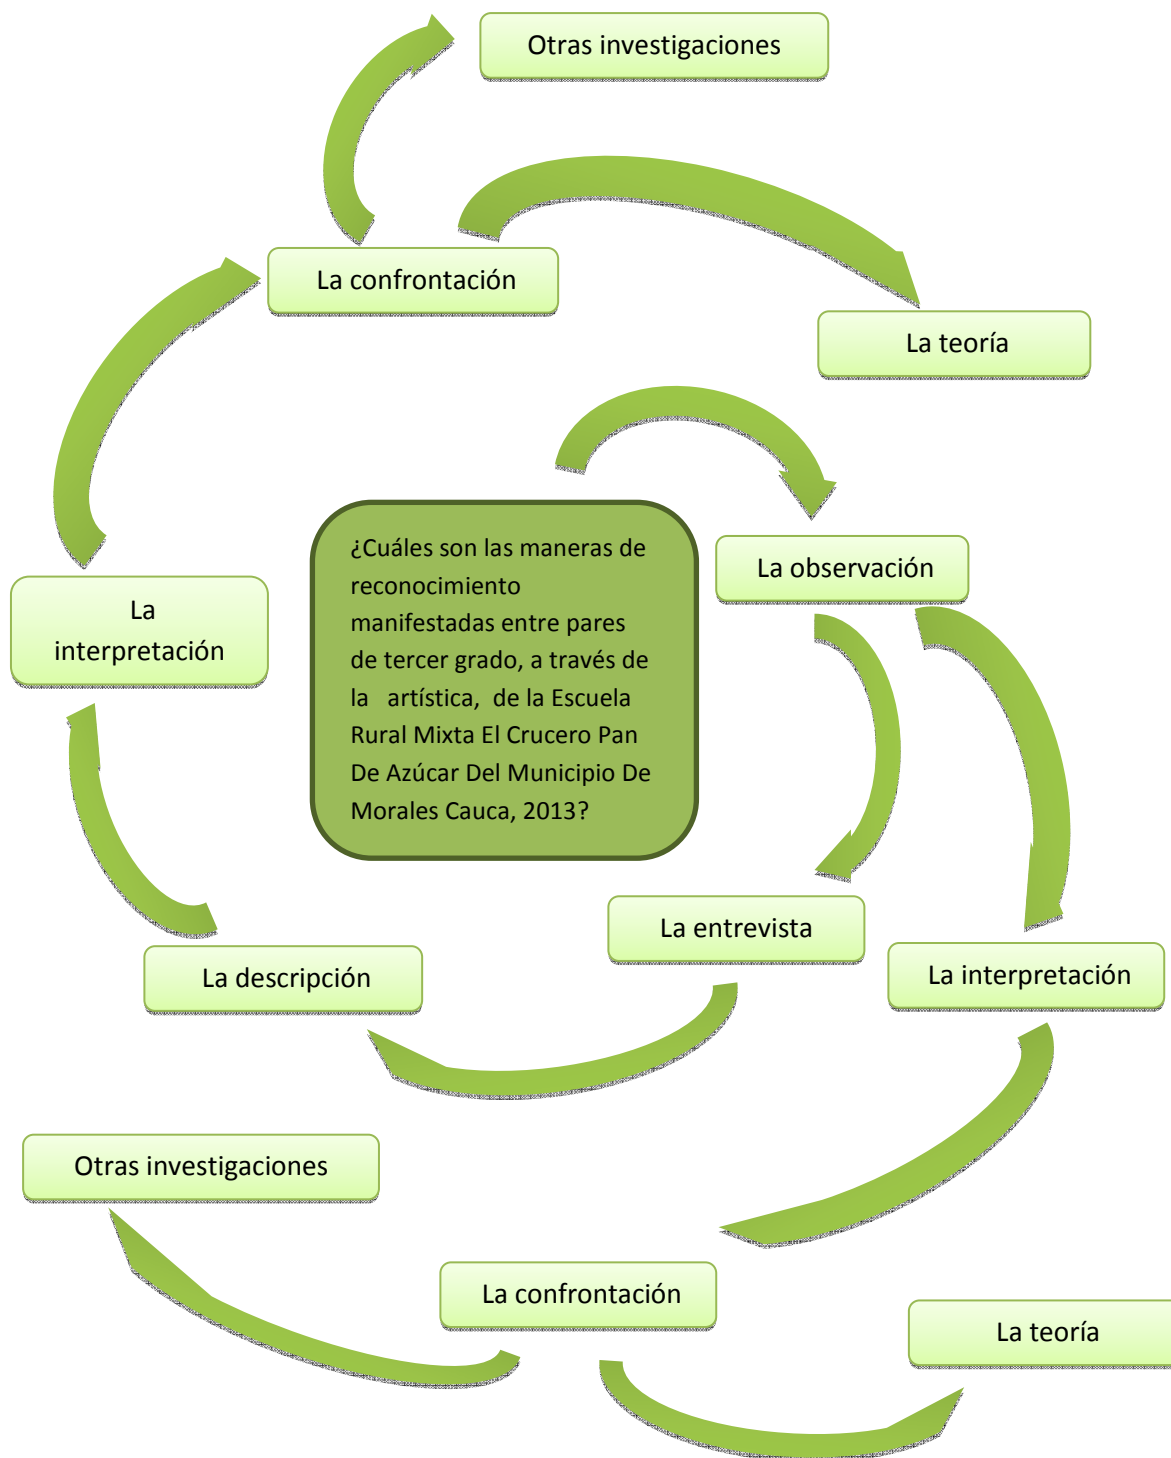 Otras investigaciones
La confrontación
La teoría
¿Cuáles son las maneras de
reconocimiento
manifestadas entre pares
de tercer grado, a través de
la artística, de la Escuela
Rural Mixta El Crucero Pan
De Azúcar Del Municipio De
Morales Cauca, 2013?
La observación
La
interpretación
La entrevista
La descripción
La interpretación
Otras investigaciones
La confrontación
La teoría